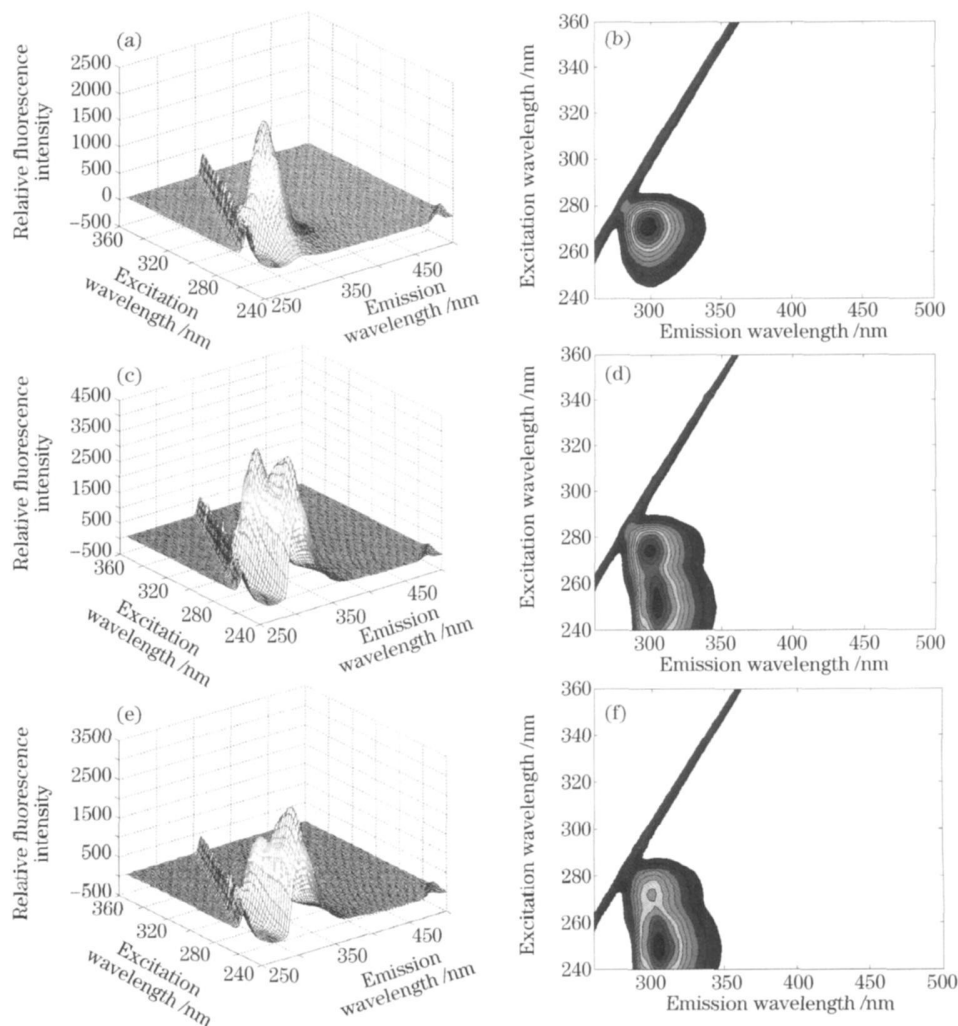 (a)
Relative fluorescence
intensity
2500
2000
1500
1000
500
0
−500
360
320
280
240
Excitation
wavelength /nm
250
350
450
Emission
wavelength /nm
(b)
Excitation wavelength /nm
360
340
320
300
280
260
240
300
350
400
450
500
Emission wavelength /nm
(c)
Relative fluorescence
intensity
4500
3500
2500
1500
500
−500
360
320
280
240
Excitation
wavelength /nm
250
350
450
Emission
wavelength /nm
(d)
Excitation wavelength /nm
360
340
320
300
280
260
240
300
350
400
450
500
Emission wavelength /nm
(e)
Relative fluorescence
intensity
3500
2500
1500
500
−500
360
320
280
240
Excitation
wavelength /nm
250
350
450
Emission
wavelength /nm
(f)
Excitation wavelength /nm
360
340
320
300
280
260
240
300
350
400
450
500
Emission wavelength /nm